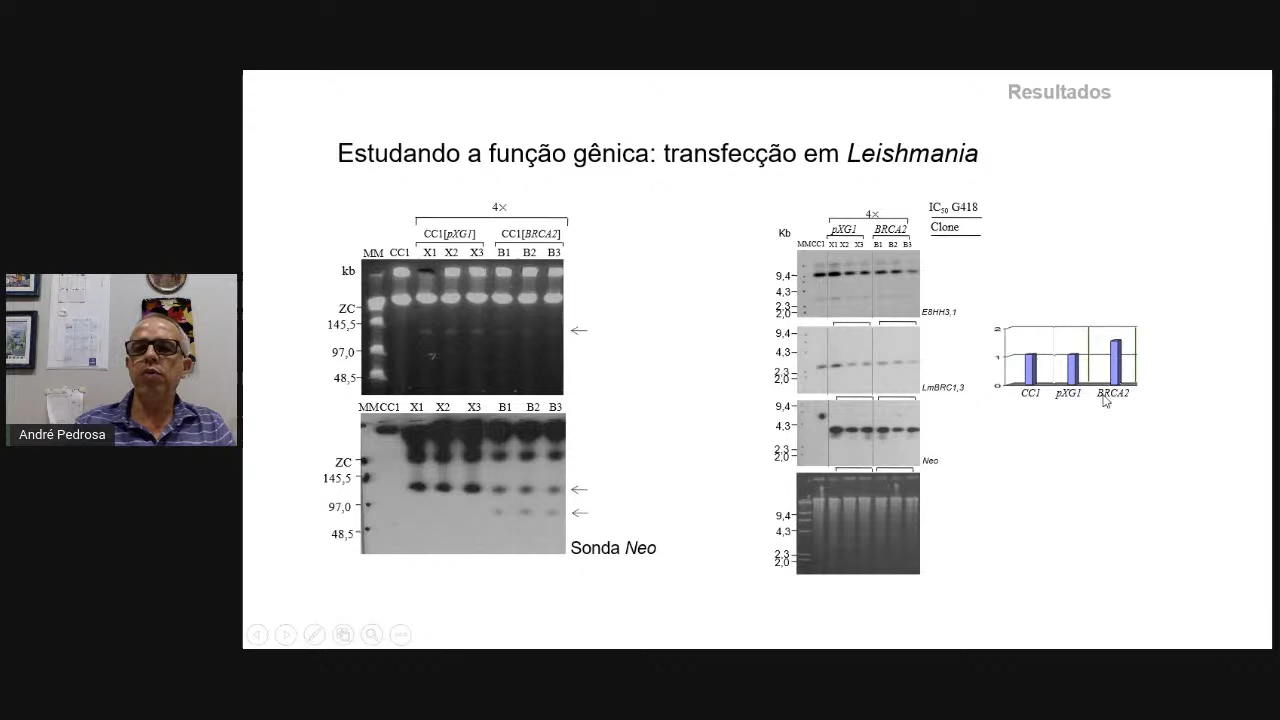 Resultados
Estudando a função gênica: transfecção em Leishmania
4×
CC1[pXG1] CC1[BRCA2]
MM CC1 X1 X2 X3 B1 B2 B3
kb
ZC
145,5
97,0
48,5
MM CC1 X1 X2 X3 B1 B2 B3
ZC
145,5
97,0
48,5
Sonda Neo
4×
Kb
pXG1 BRCA2
MM CC1 X1 X2 X3 B1 B2 B3
9,4
4,3
2,3
2,0
E8HH3,1
9,4
4,3
2,3
2,0
LmBRC1,3
9,4
4,3
2,3
2,0
Neo
9,4
4,3
2,3
2,0
IC50 G418
Clone
2
1
0
CC1 pXG1 BRCA2
André Pedrosa